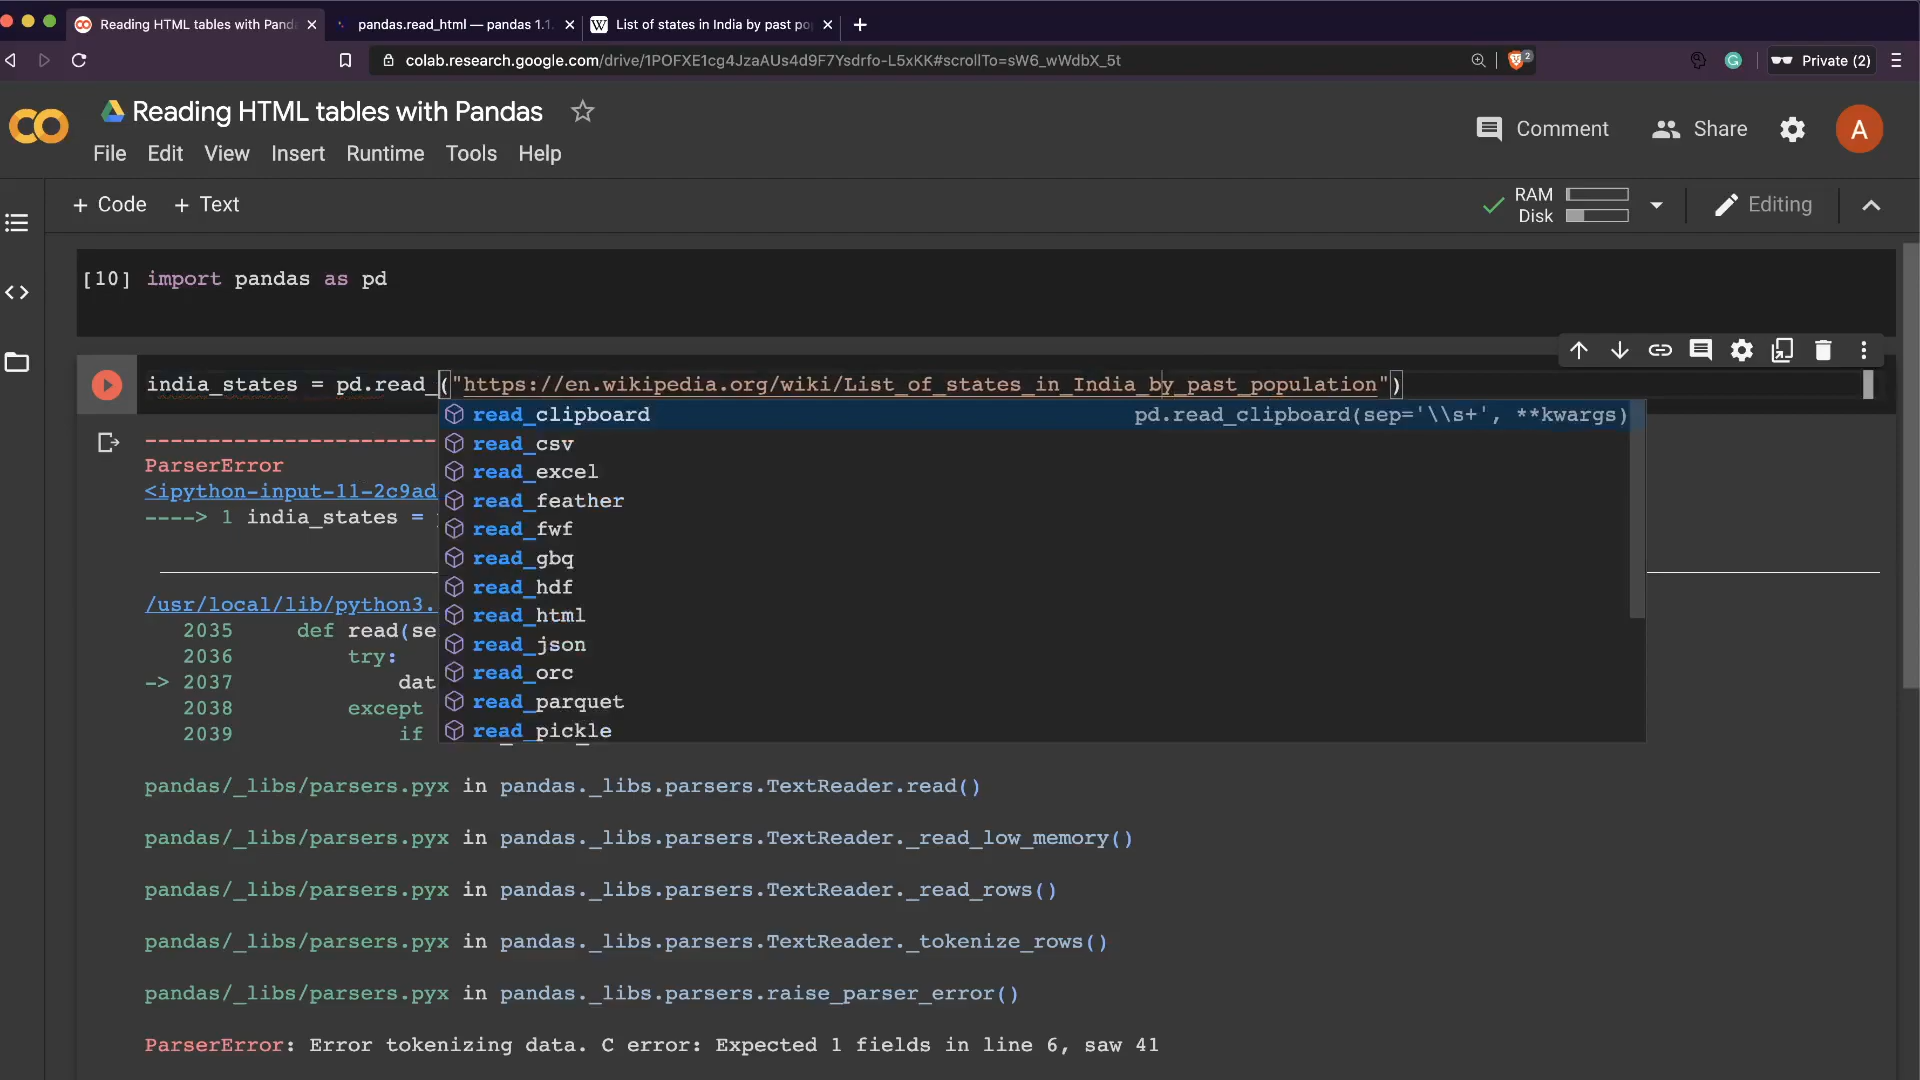 Reading HTML tables with Panda
pandas.read_html — pandas 1.1.
List of states in India by past po
colab.research.google.com/drive/1POFXE1cg4JzaAUs4d9F7Ysdrfo-L5xKK#scrollTo=sW6_wWdbX_5t
2
Private (2)
Reading HTML tables with Pandas
Comment
Share
A
File Edit View Insert Runtime Tools Help
+ Code + Text
RAM
Disk
Editing
[10] import pandas as pd
india_states = pd.read_("https://en.wikipedia.org/wiki/List_of_states_in_India_by_past_population")
read_clipboard pd.read_clipboard(sep='\\s+', **kwargs)
read_csv
read_excel
read_feather
read_fwf
read_gbq
read_hdf
read_html
read_json
read_orc
read_parquet
read_pickle
---------------------
ParserError
<ipython-input-11-2c9ad
----> 1 india_states =
/usr/local/lib/python3.
2035 def read(se
2036 try:
-> 2037 dat
2038 except
2039 if
pandas/_libs/parsers.pyx in pandas._libs.parsers.TextReader.read()
pandas/_libs/parsers.pyx in pandas._libs.parsers.TextReader._read_low_memory()
pandas/_libs/parsers.pyx in pandas._libs.parsers.TextReader._read_rows()
pandas/_libs/parsers.pyx in pandas._libs.parsers.TextReader._tokenize_rows()
pandas/_libs/parsers.pyx in pandas._libs.parsers.raise_parser_error()
ParserError: Error tokenizing data. C error: Expected 1 fields in line 6, saw 41